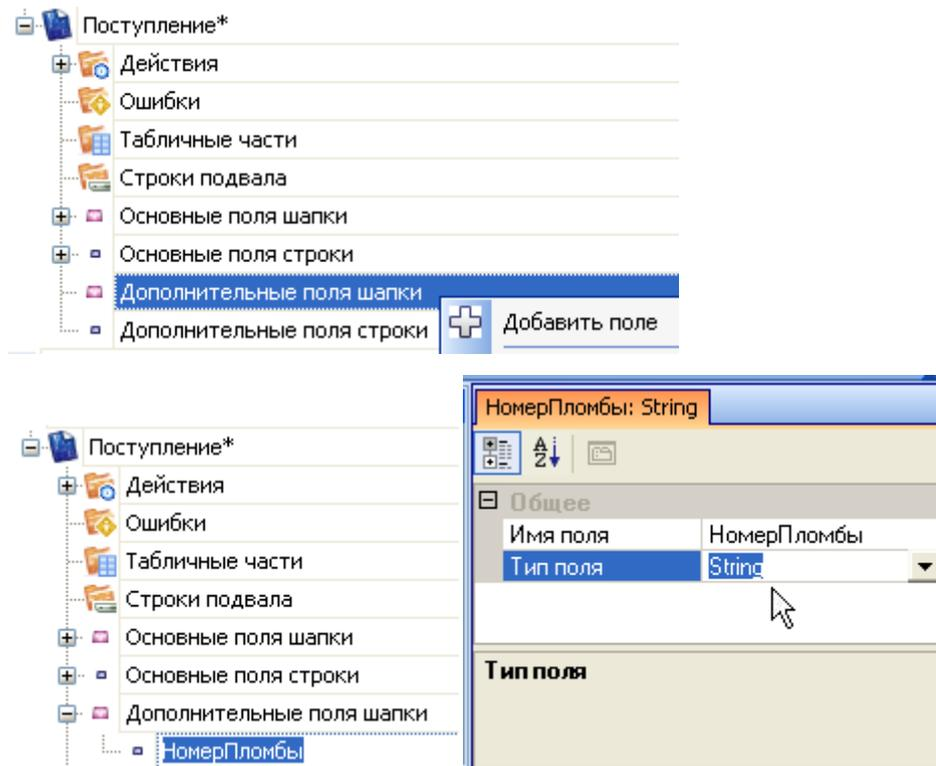 Поступление*
Действия
Ошибки
Табличные части
Строки подвала
Основные поля шапки
Основные поля строки
Дополнительные поля шапки
Добавить поле
Дополнительные поля строки
Поступление*
Действия
Ошибки
Табличные части
Строки подвала
Основные поля шапки
Основные поля строки
Дополнительные поля шапки
НомерПломбы
НомерПломбы: String
Общее
Имя поля НомерПломбы
Тип поля String
Тип поля